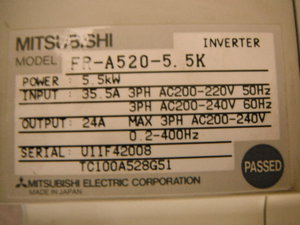 MITSUBISHI
INVERTER
MODEL FR-A520-5.5K
POWER : 5.5kW
INPUT : 35.5A 3PH AC200-220V 50Hz
3PH AC200-240V 60Hz
OUTPUT: 24A MAX 3PH AC200-240V
0.2-400Hz
SERIAL: U11F42008
TC100A528G51
PASSED
MITSUBISHI ELECTRIC CORPORATION
MADE IN JAPAN